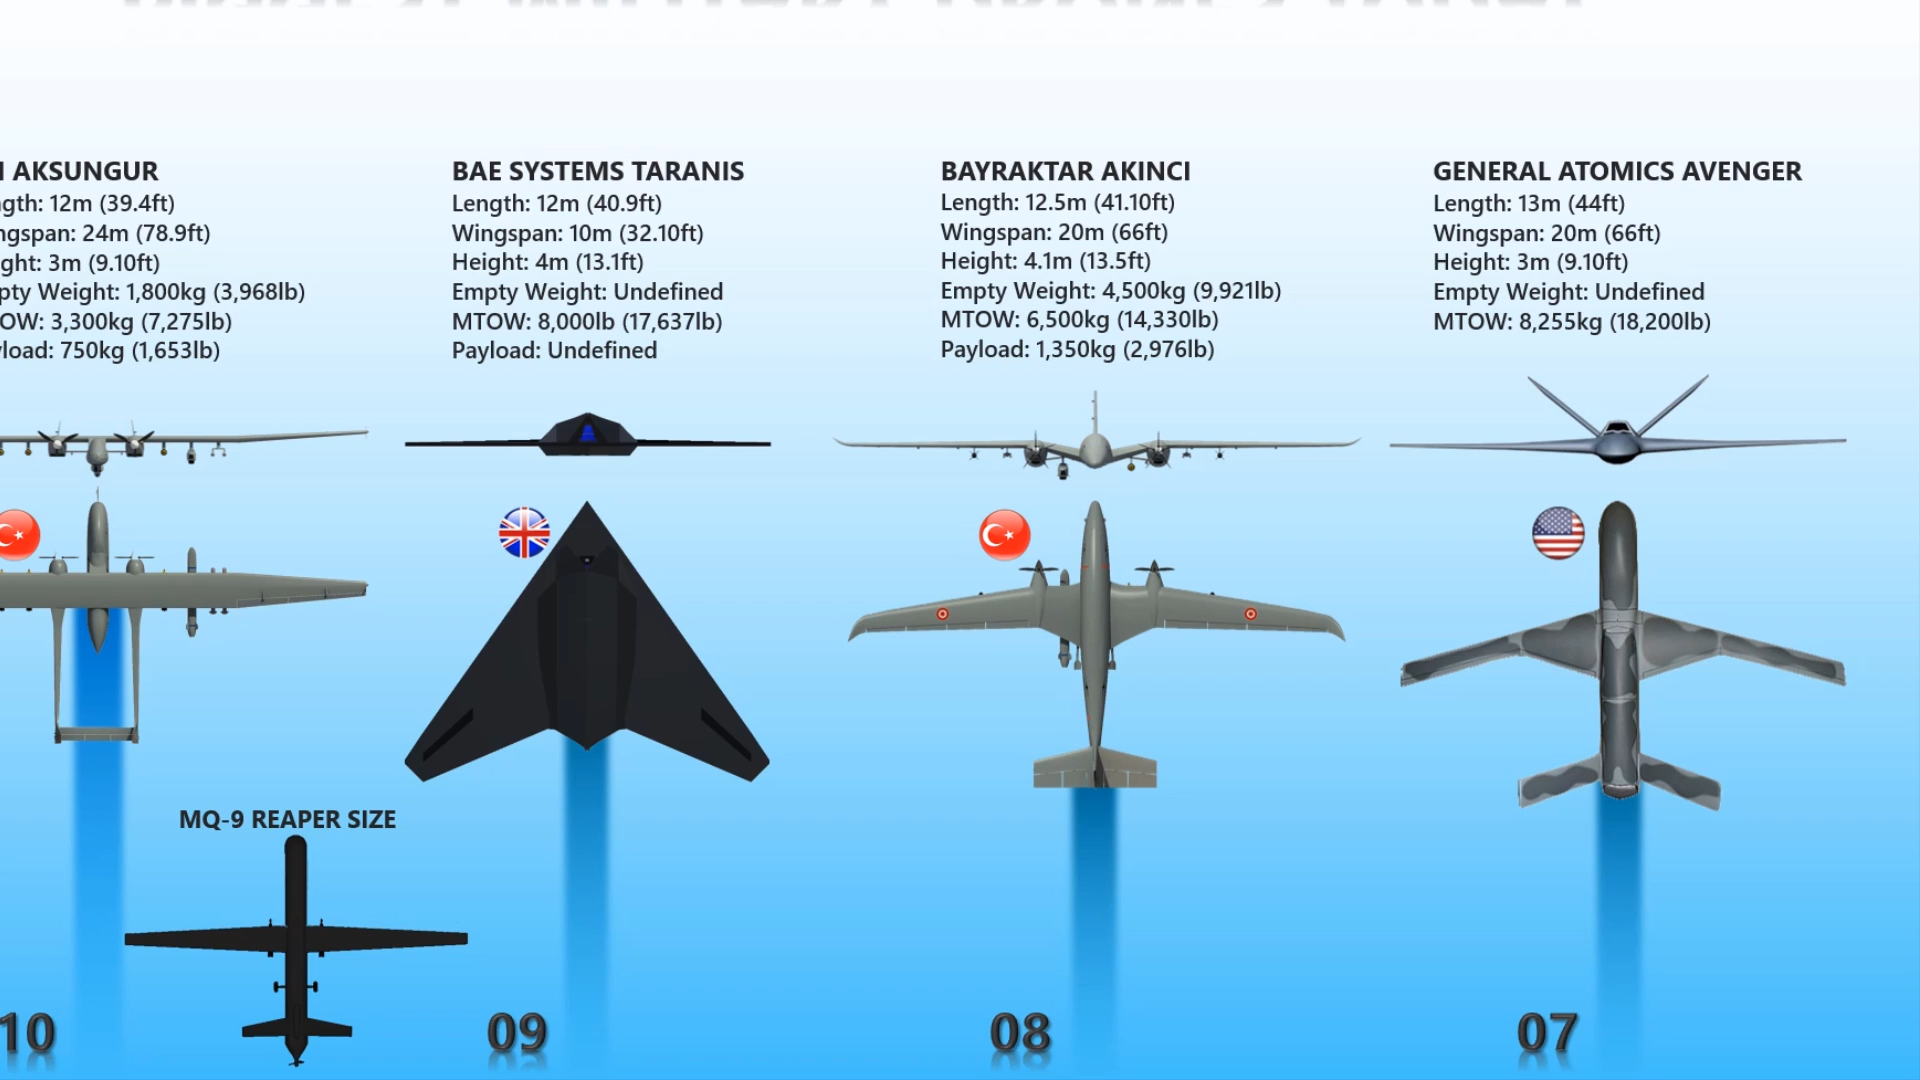 AKSUNGUR
gth: 12m (39.4ft)
ngspan: 24m (78.9ft)
ght: 3m (9.10ft)
pty Weight: 1,800kg (3,968lb)
OW: 3,300kg (7,275lb)
load: 750kg (1,653lb)
BAE SYSTEMS TARANIS
Length: 12m (40.9ft)
Wingspan: 10m (32.10ft)
Height: 4m (13.1ft)
Empty Weight: Undefined
MTOW: 8,000lb (17,637lb)
Payload: Undefined
BAYRAKTAR AKINCI
Length: 12.5m (41.10ft)
Wingspan: 20m (66ft)
Height: 4.1m (13.5ft)
Empty Weight: 4,500kg (9,921lb)
MTOW: 6,500kg (14,330lb)
Payload: 1,350kg (2,976lb)
GENERAL ATOMICS AVENGER
Length: 13m (44ft)
Wingspan: 20m (66ft)
Height: 3m (9.10ft)
Empty Weight: Undefined
MTOW: 8,255kg (18,200lb)
MQ-9 REAPER SIZE
10
09
08
07